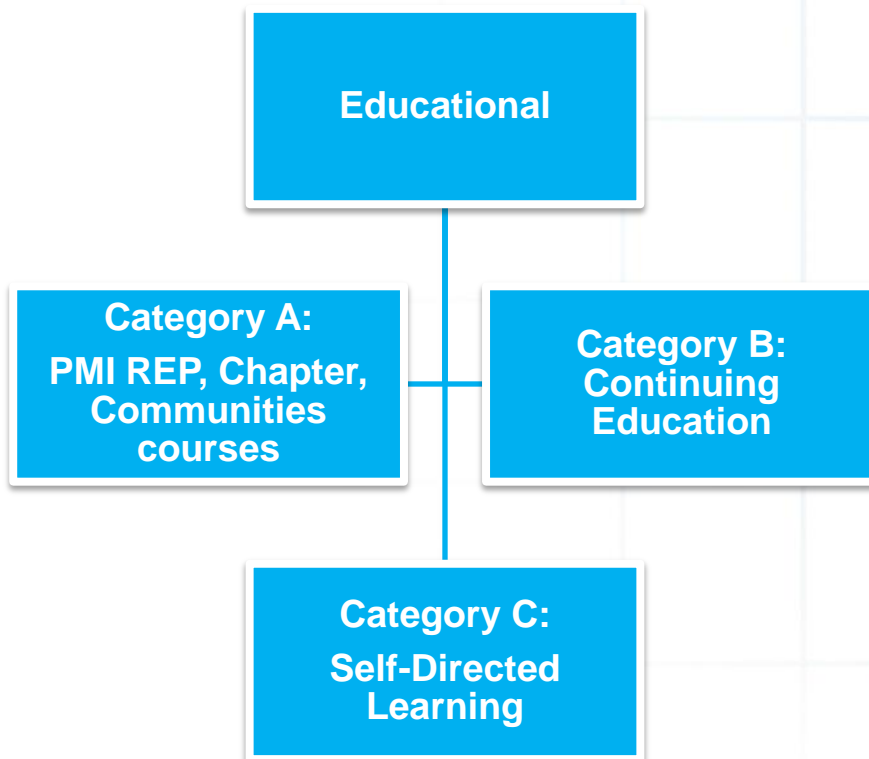 Educational
Category A:
PMI REP, Chapter,
Communities
courses
Category B:
Continuing
Education
Category C:
Self-Directed
Learning